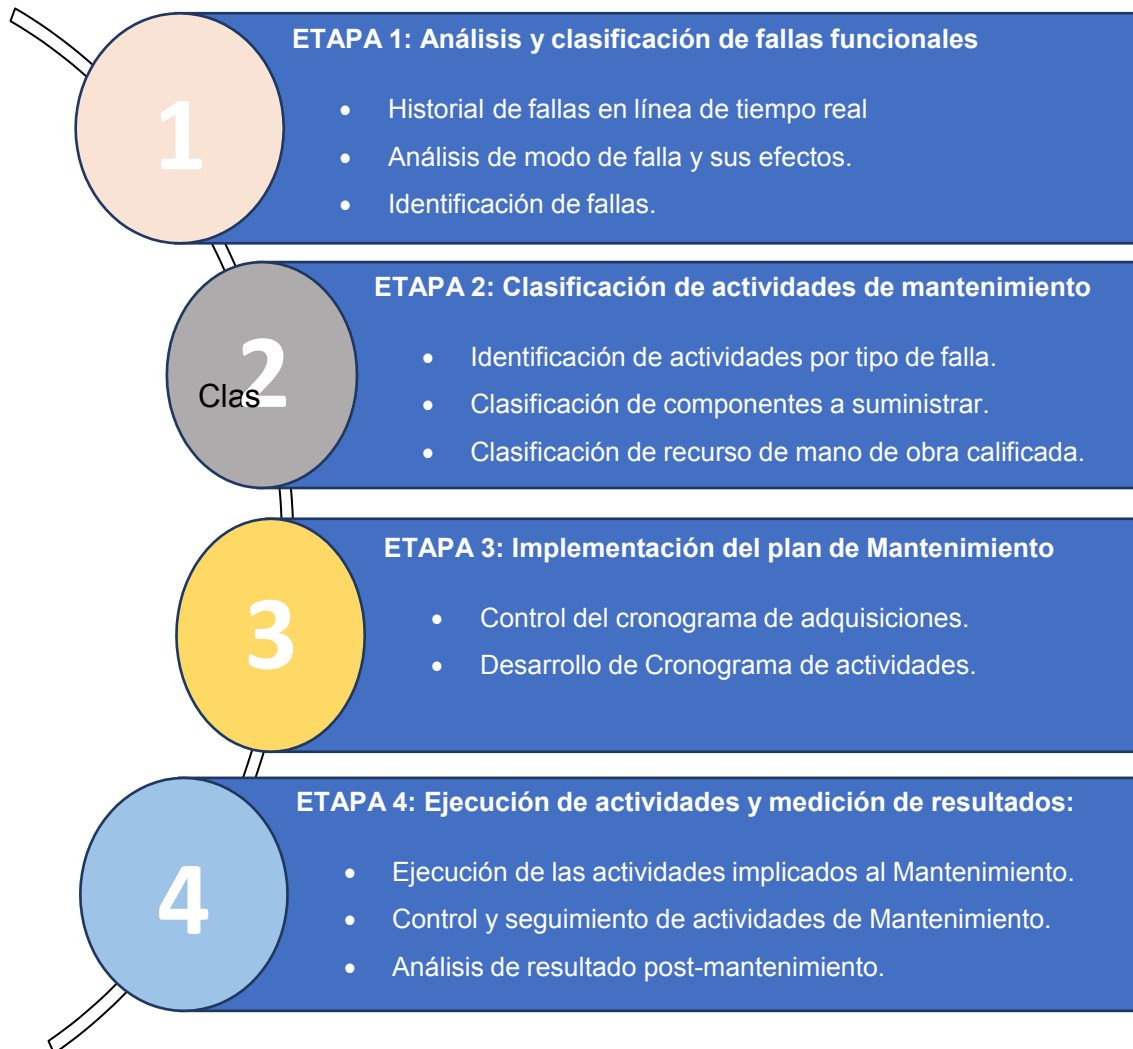 1
ETAPA 1: Análisis y clasificación de fallas funcionales
• Historial de fallas en línea de tiempo real
• Análisis de modo de falla y sus efectos.
• Identificación de fallas.
2
Clas
ETAPA 2: Clasificación de actividades de mantenimiento
• Identificación de actividades por tipo de falla.
• Clasificación de componentes a suministrar.
• Clasificación de recurso de mano de obra calificada.
3
ETAPA 3: Implementación del plan de Mantenimiento
• Control del cronograma de adquisiciones.
• Desarrollo de Cronograma de actividades.
4
ETAPA 4: Ejecución de actividades y medición de resultados:
• Ejecución de las actividades implicados al Mantenimiento.
• Control y seguimiento de actividades de Mantenimiento.
• Análisis de resultado post-mantenimiento.